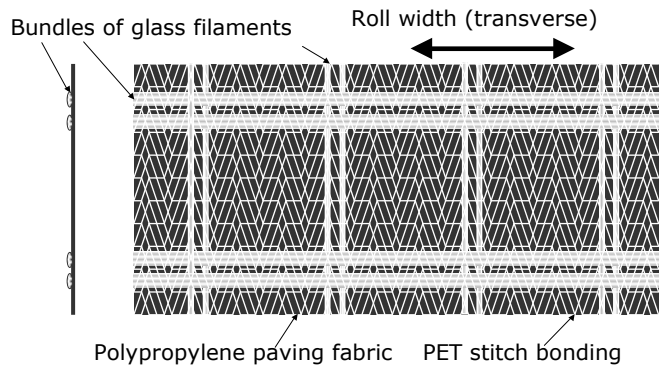 Roll width (transverse)
Bundles of glass filaments
Polypropylene paving fabric
PET stitch bonding